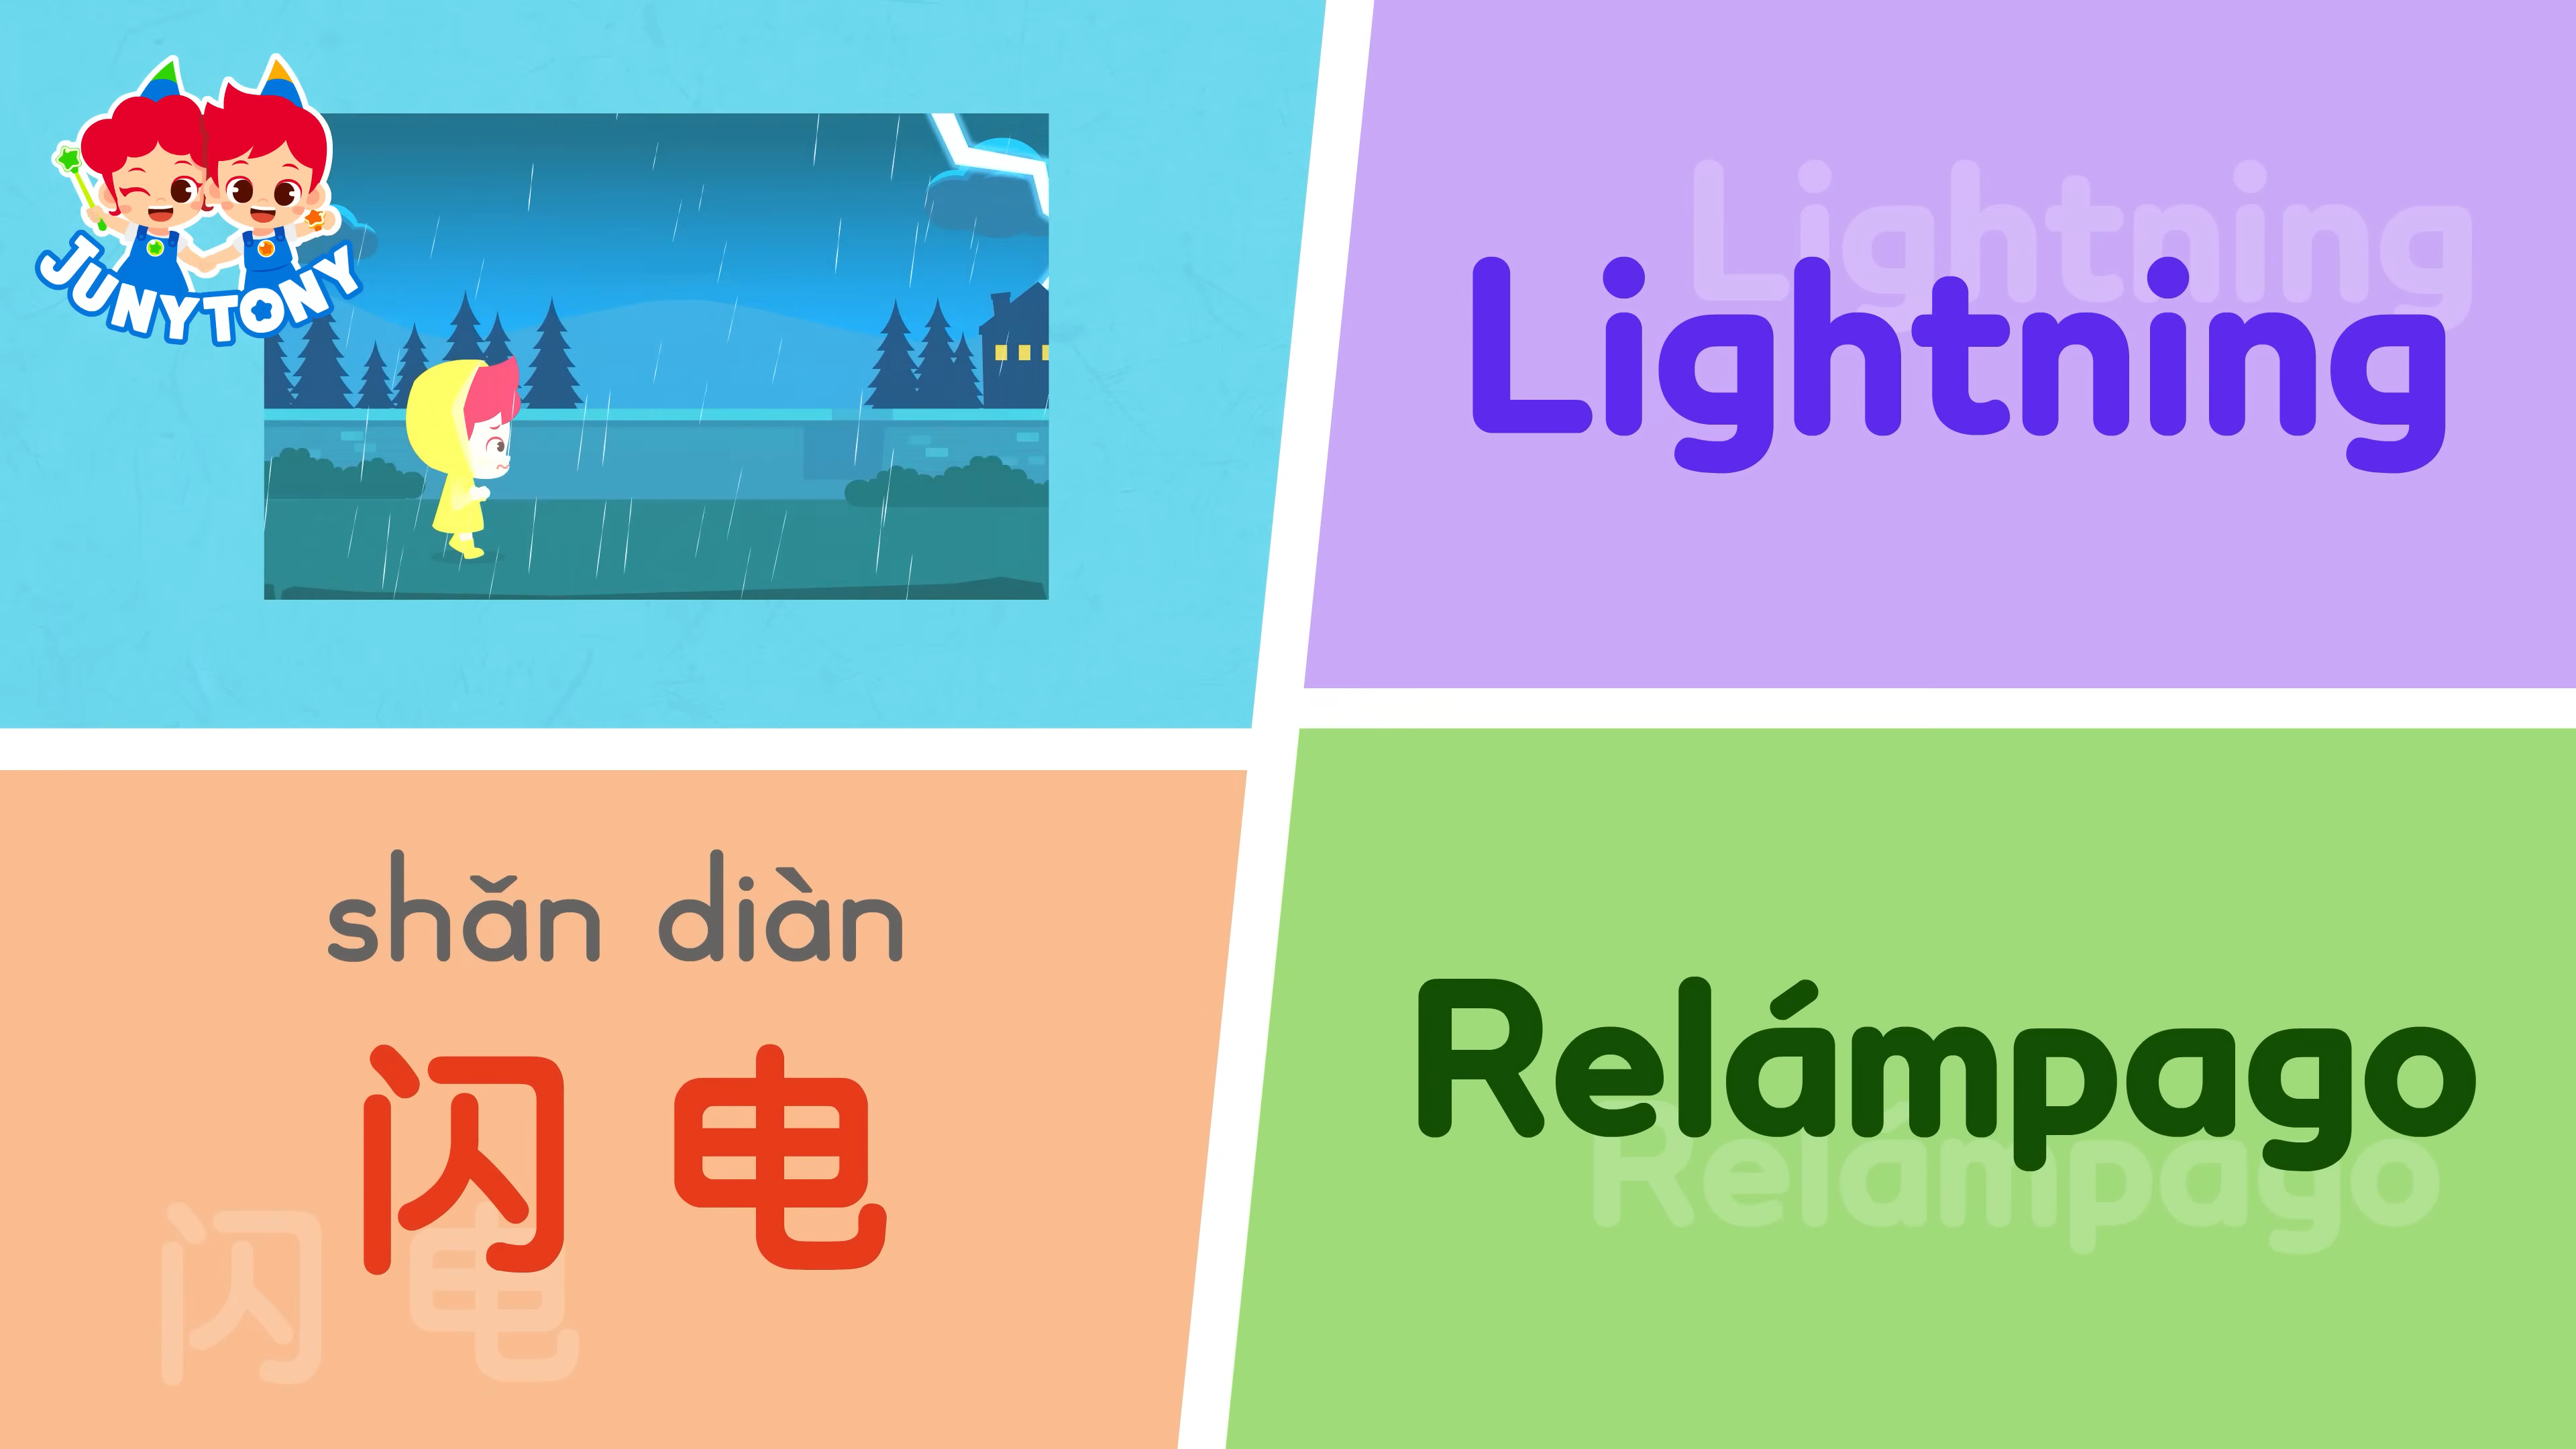 JUNYTONY
Lightning
Lightning
shǎn diàn
闪电
闪电
Relámpago
Relámpago